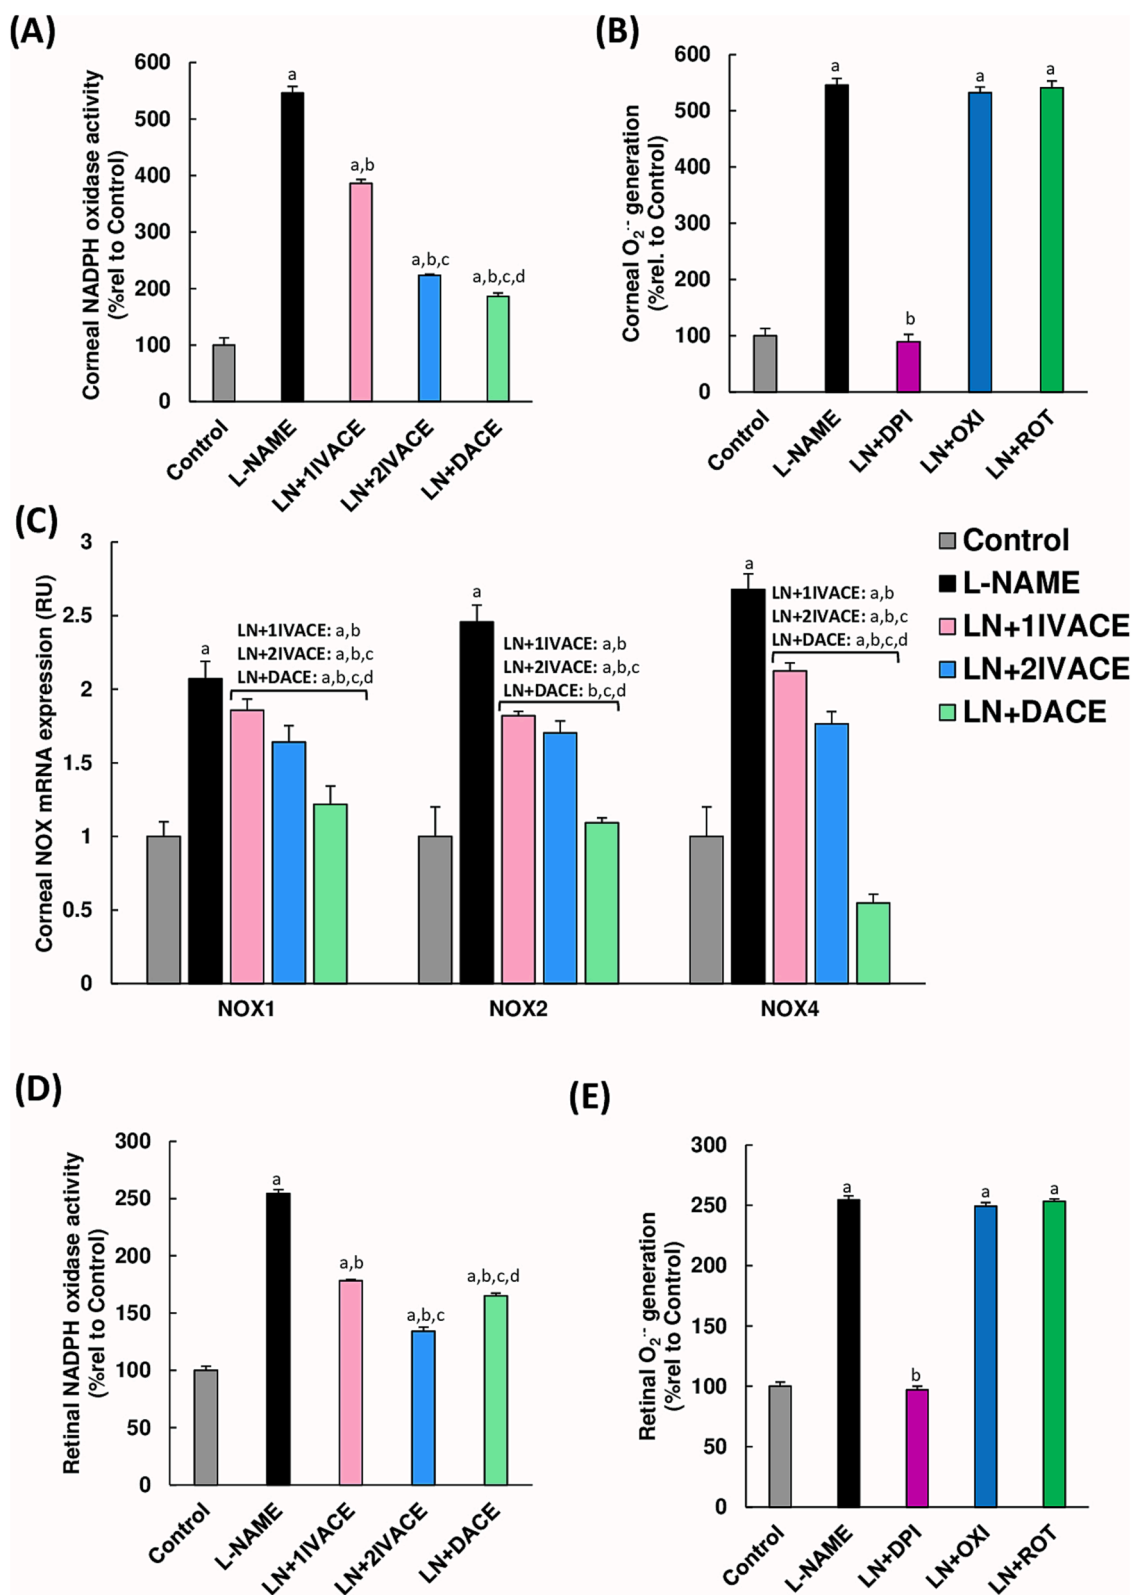 (A)
Corneal NADPH oxidase activity
(%rel to Control)
600
500
400
300
200
100
0
a
a,b
a,b,c
a,b,c,d
Control
L-NAME
LN+1IVACE
LN+2IVACE
LN+DACE
(B)
Corneal O₂·⁻ generation
(%rel. to Control)
600
500
400
300
200
100
0
a
b
a
a
Control
L-NAME
LN+DPI
LN+OXI
LN+ROT
(C)
Corneal NOX mRNA expression (RU)
3
2.5
2
1.5
1
0.5
0
a
LN+1IVACE: a,b
LN+2IVACE: a,b,c
LN+DACE: a,b,c,d
a
LN+1IVACE: a,b
LN+2IVACE: a,b,c
LN+DACE: b,c,d
a
LN+1IVACE: a,b
LN+2IVACE: a,b,c
LN+DACE: a,b,c,d
NOX1
NOX2
NOX4
Control
L-NAME
LN+1IVACE
LN+2IVACE
LN+DACE
(D)
Retinal NADPH oxidase activity
(%rel to Control)
300
250
200
150
100
50
0
a
a,b
a,b,c
a,b,c,d
Control
L-NAME
LN+1IVACE
LN+2IVACE
LN+DACE
(E)
Retinal O₂·⁻ generation
(%rel to Control)
300
250
200
150
100
50
0
a
b
a
a
Control
L-NAME
LN+DPI
LN+OXI
LN+ROT